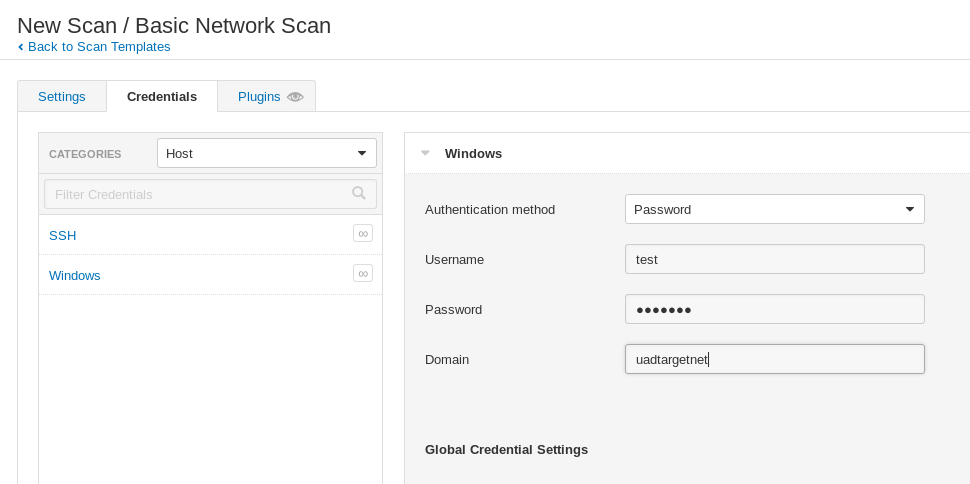 New Scan / Basic Network Scan
Back to Scan Templates
Settings
Credentials
Plugins
CATEGORIES
Host
Filter Credentials
SSH
∞
Windows
∞
Windows
Authentication method
Password
Username
test
Password
●●●●●●●
Domain
uadtargetnet
Global Credential Settings